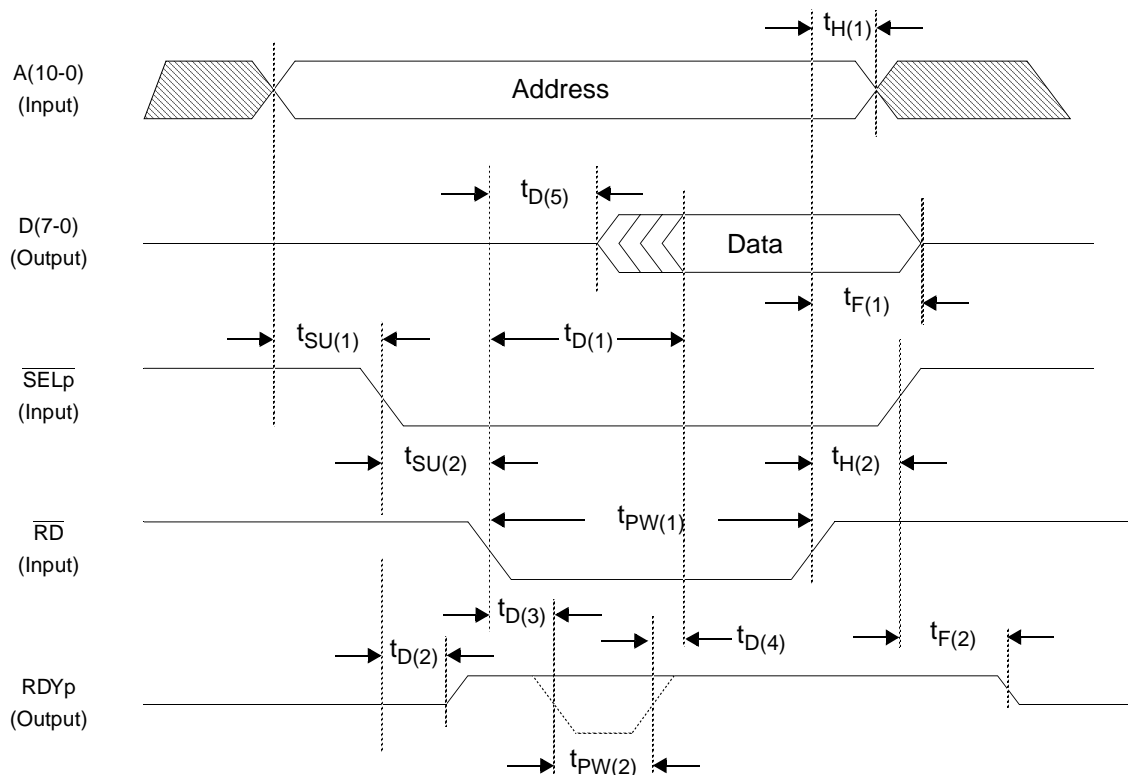 tH(1)
A(10-0)
(Input)
Address
tD(5)
D(7-0)
(Output)
Data
tF(1)
tSU(1)
tD(1)
SELp
(Input)
tSU(2)
tH(2)
tPW(1)
RD
(Input)
tD(3)
tD(4)
tF(2)
tD(2)
RDYp
(Output)
tPW(2)